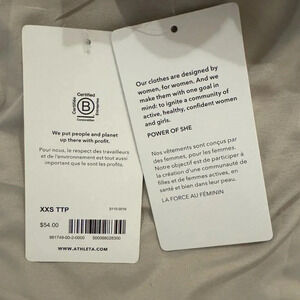 Certified
B
Corporation
We put people and planet
up there with profit.
Pour nous, le respect des travailleurs
et de l'environnement est tout aussi
important que le sont les profits.
XXS TTP
$54.00
WWW.ATHLETA.COM
Our clothes are designed by
women, for women. And we
make them with one goal in
mind: to ignite a community of
active, healthy, confident women
and girls.
POWER OF SHE
Nos vêtements sont conçus par
des femmes, pour les femmes.
Notre objectif est de participer à
la création d'une communauté de
filles et de femmes actives, en
santé et bien dans leur peau.
LA FORCE AU FÉMININ